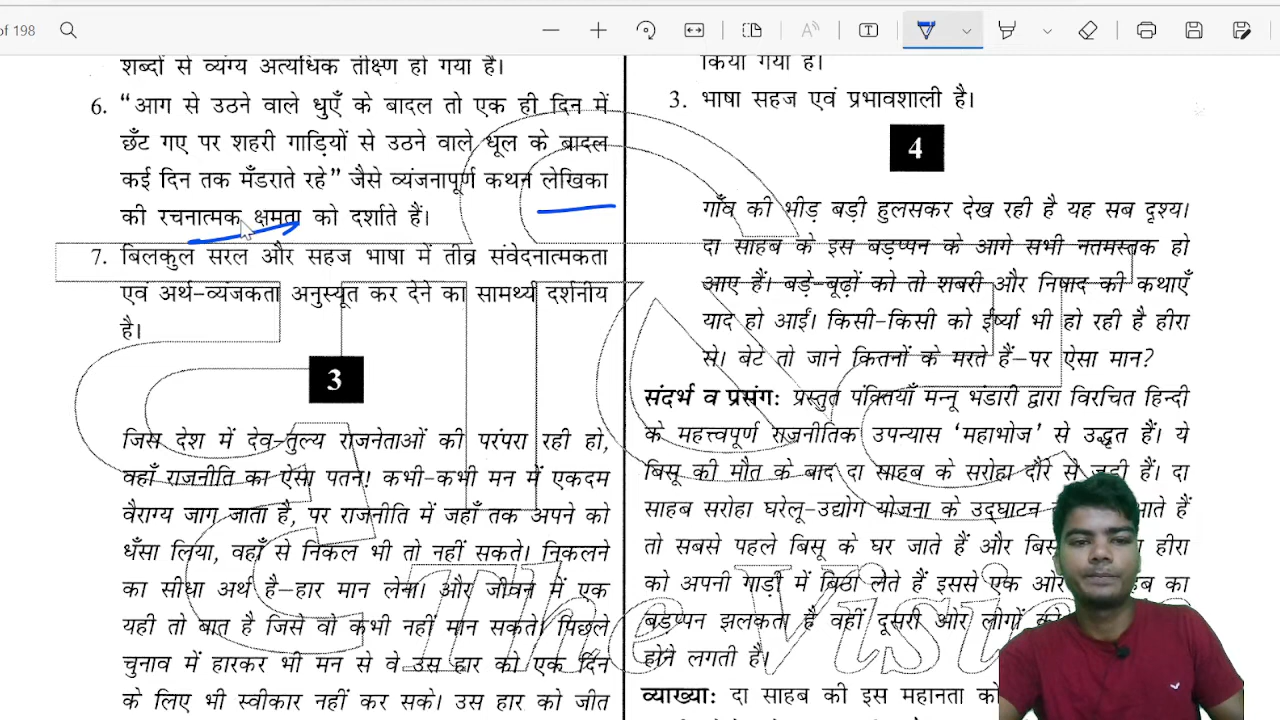 of 198
शब्दों से व्यंग्य अत्यधिक तीक्ष्ण हो गया है।
6. “आग से उठने वाले धुएँ के बादल तो एक ही दिन में
छँट गए पर शहरी गाड़ियों से उठने वाले धूल के बादल
कई दिन तक मँडराते रहे” जैसे व्यंजनापूर्ण कथन लेखिका
की रचनात्मक क्षमता को दर्शाते हैं।
7. बिलकुल सरल और सहज भाषा में तीव्र संवेदनात्मकता
एवं अर्थ-व्यंजकता अनुस्यूत कर देने का सामर्थ्य दर्शनीय
है।
3
जिस देश में देव-तुल्य राजनेताओं की परंपरा रही हो,
वहाँ राजनीति का ऐसा पतन! कभी-कभी मन में एकदम
वैराग्य जाग जाता है, पर राजनीति में जहाँ तक अपने को
धँसा लिया, वहाँ से निकल भी तो नहीं सकते। निकलने
का सीधा अर्थ है–हार मान लेना। और जीवन में एक
यही तो बात है जिसे वो कभी नहीं मान सकते। पिछले
चुनाव में हारकर भी मन से वे उस हार को एक दिन
के लिए भी स्वीकार नहीं कर सके। उस हार को जीत
किया गया है।
3. भाषा सहज एवं प्रभावशाली है।
4
गाँव की भीड़ बड़ी हुलसकर देख रही है यह सब दृश्य।
दा साहब के इस बड़प्पन के आगे सभी नतमस्तक हो
आए हैं। बड़े-बूढ़ों को तो शबरी और निषाद की कथाएँ
याद हो आईं। किसी-किसी को ईर्ष्या भी हो रही है हीरा
से। बेटे तो जाने कितनों के मरते हैं–पर ऐसा मान?
संदर्भ व प्रसंग: प्रस्तुत पंक्तियाँ मन्नू भंडारी द्वारा विरचित हिन्दी
के महत्त्वपूर्ण राजनीतिक उपन्यास ‘महाभोज’ से उद्धृत हैं। ये
बिसू की मौत के बाद दा साहब के सरोहा दौरे से जुड़ी हैं। दा
साहब सरोहा घरेलू-उद्योग योजना के उद्घाटन आते हैं
तो सबसे पहले बिसू के घर जाते हैं और हीरा
को अपनी गाड़ी में बिठा लेते हैं इससे एक ओर का
बड़प्पन झलकता है वहीं दूसरी ओर लोगों
होने लगती है।
व्याख्या: दा साहब की इस महानता को
The Vision